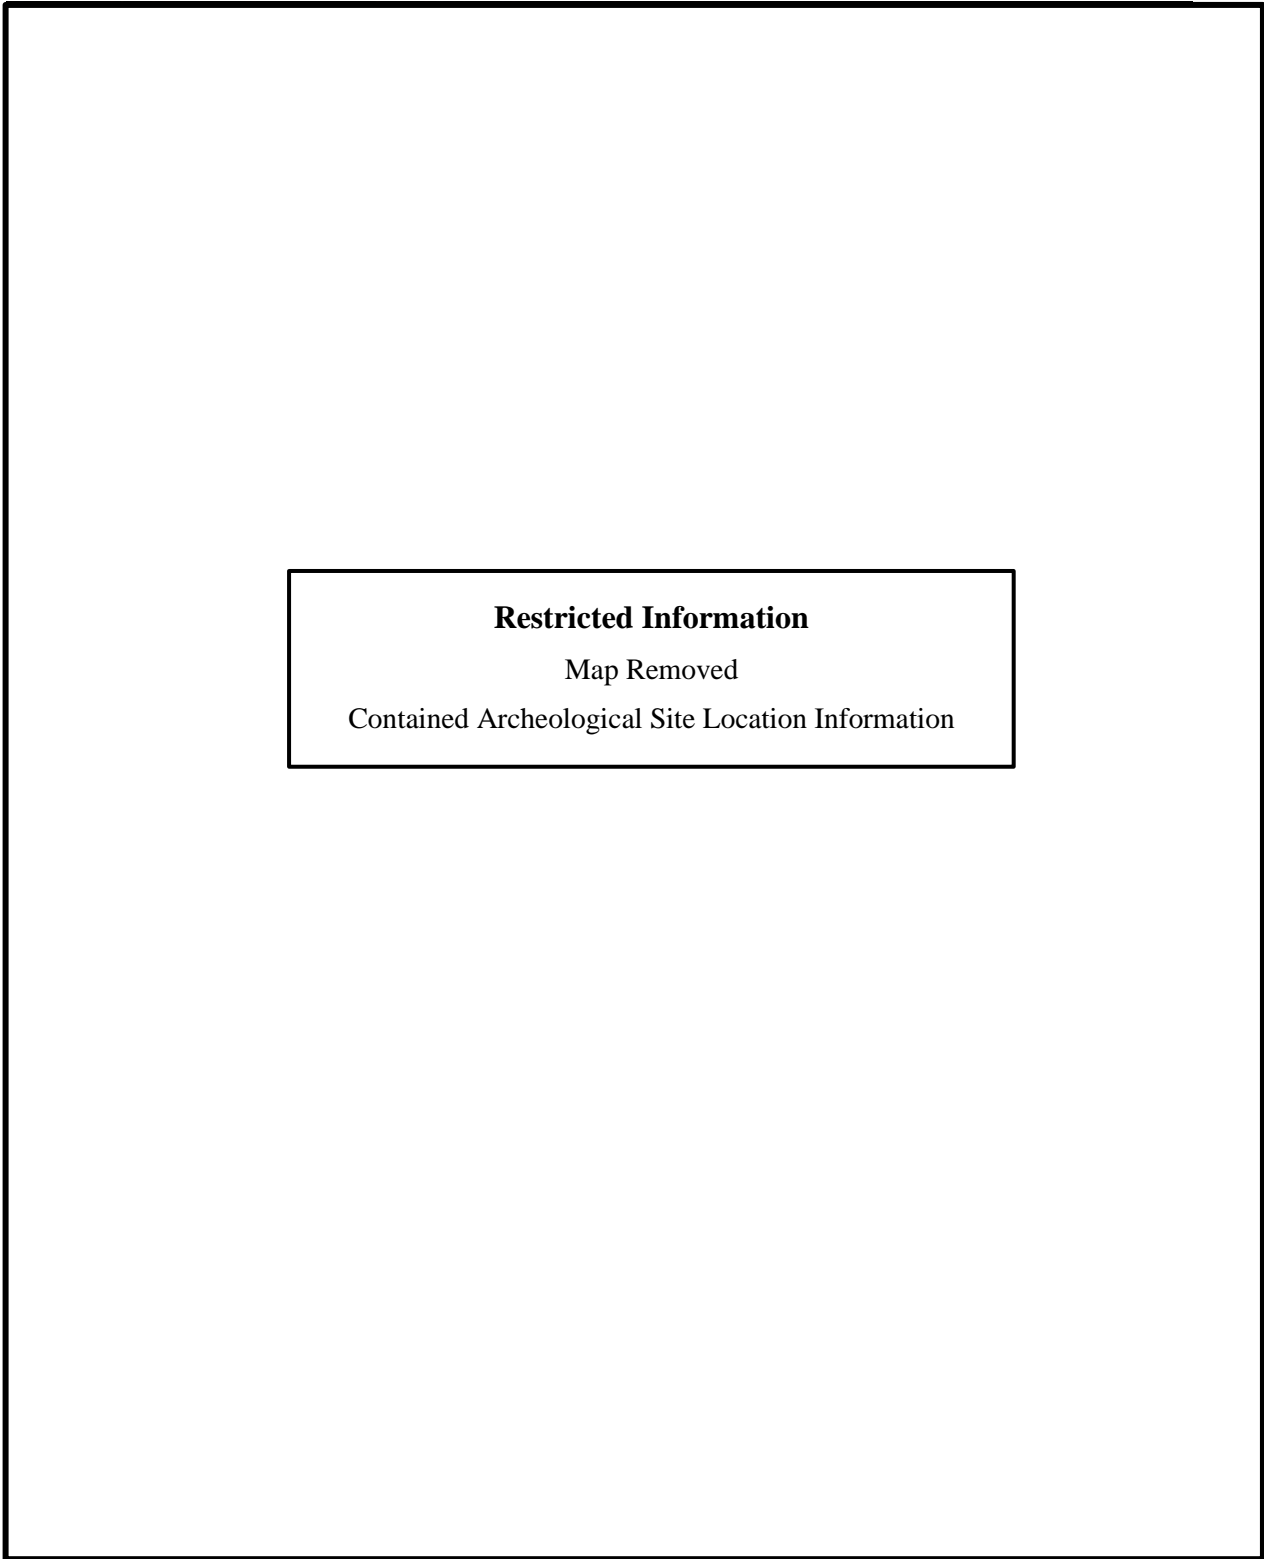 Restricted Information
Map Removed
Contained Archeological Site Location Information